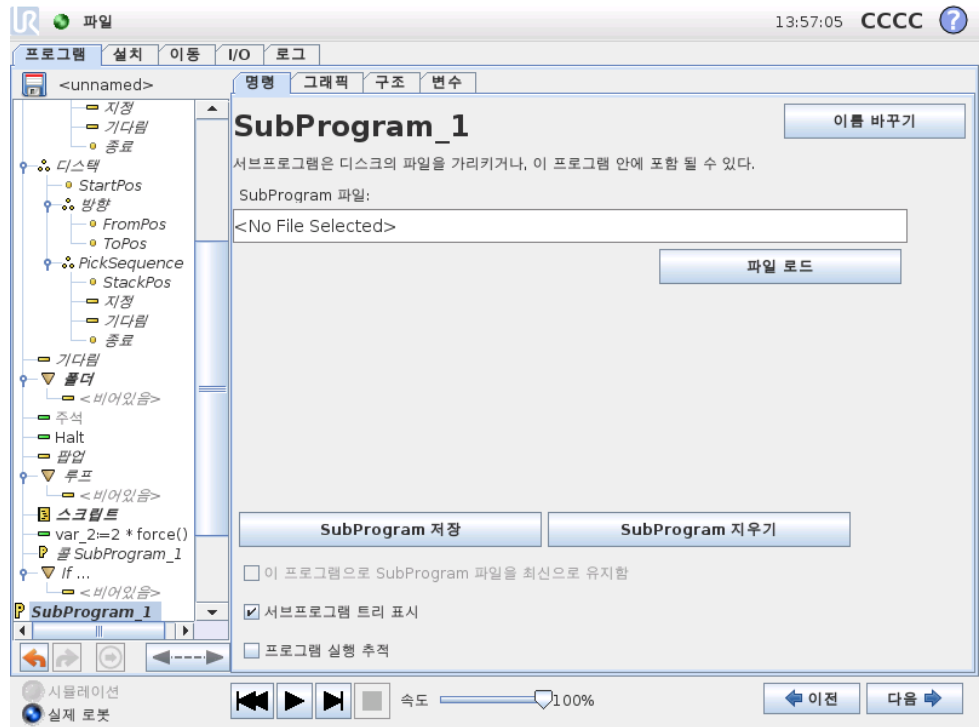 UR 파일 13:57:05 CCCC ?
프로그램 설치 이동 I/O 로그
<unnamed>
지정
기다림
종료
디스택
StartPos
방향
FromPos
ToPos
PickSequence
StackPos
지정
기다림
종료
기다림
폴더
<비어있음>
주석
Halt
팝업
루프
<비어있음>
스크립트
var_2:=2 * force()
콜 SubProgram_1
If ...
<비어있음>
SubProgram_1
명령 그래픽 구조 변수
SubProgram_1
이름 바꾸기
서브프로그램은 디스크의 파일을 가리키거나, 이 프로그램 안에 포함 될 수 있다.
SubProgram 파일:
<No File Selected>
파일 로드
SubProgram 저장 SubProgram 지우기
이 프로그램으로 SubProgram 파일을 최신으로 유지함
서브프로그램 트리 표시
프로그램 실행 추적
시뮬레이션
실제 로봇
속도 100%
이전 다음